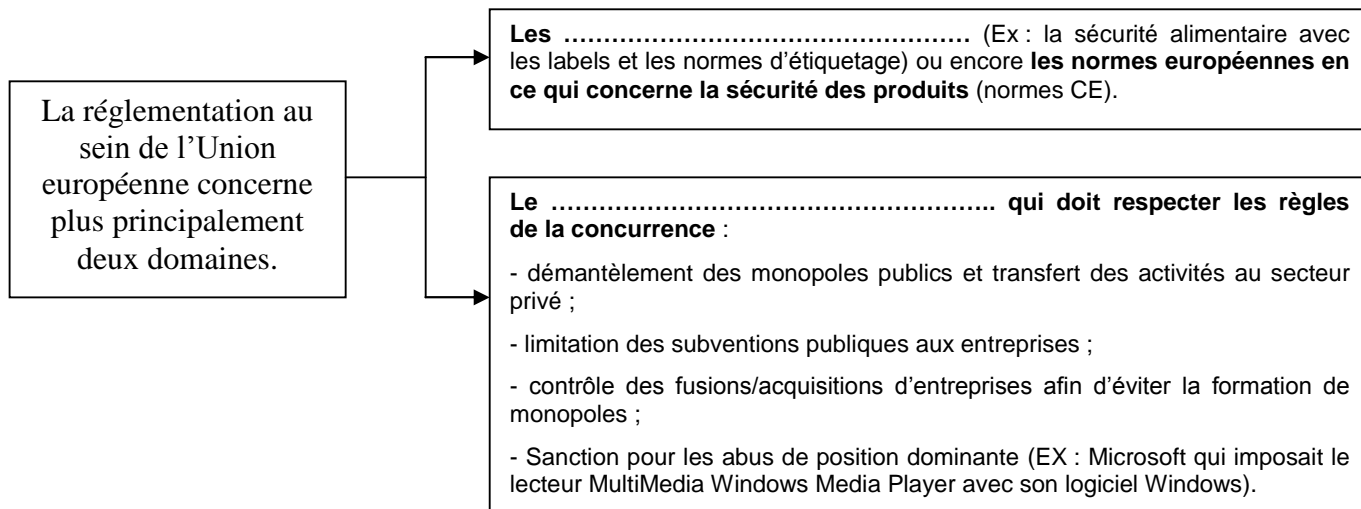 La réglementation au
sein de l'Union
européenne concerne
plus principalement
deux domaines.
Les …………………………………………… (Ex : la sécurité alimentaire avec
les labels et les normes d'étiquetage) ou encore les normes européennes en
ce qui concerne la sécurité des produits (normes CE).
Le ……………………………………………….. qui doit respecter les règles
de la concurrence :
- démantèlement des monopoles publics et transfert des activités au secteur
privé ;
- limitation des subventions publiques aux entreprises ;
- contrôle des fusions/acquisitions d'entreprises afin d'éviter la formation de
monopoles ;
- Sanction pour les abus de position dominante (EX : Microsoft qui imposait le
lecteur MultiMedia Windows Media Player avec son logiciel Windows).